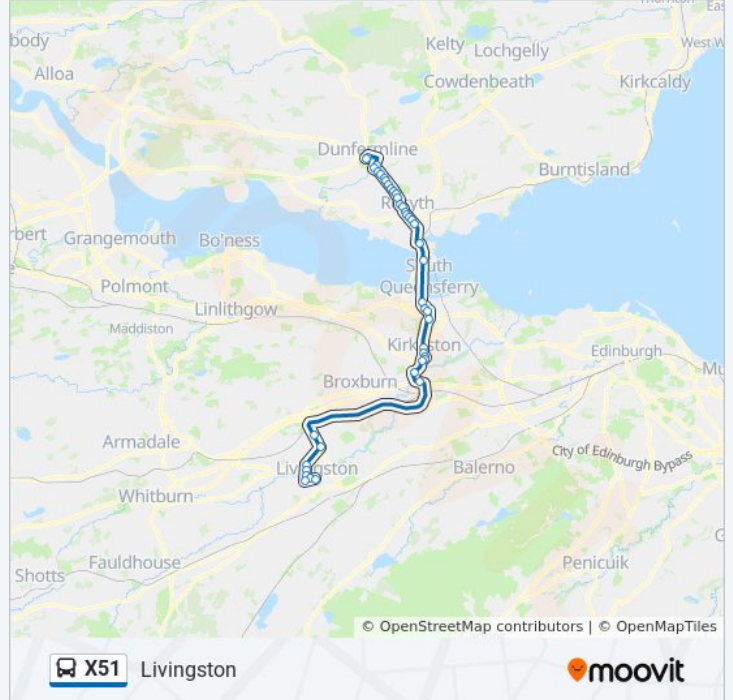 Thornton
body
Kelty
Lochgelly
West W
Alloa
Cowdenbeath
Kirkcaldy
Dunfermline
Burntisland
Rosyth
Grangemouth
Bo'ness
South
Queensferry
Polmont
Linlithgow
Maddiston
Kirkliston
Edinburgh
Mu
Broxburn
Armadale
City of Edinburgh Bypass
Livingston
Balerno
Whitburn
Fauldhouse
Penicuik
Shotts
© OpenStreetMap contributors | © OpenMapTiles
X51
Livingston
moovit